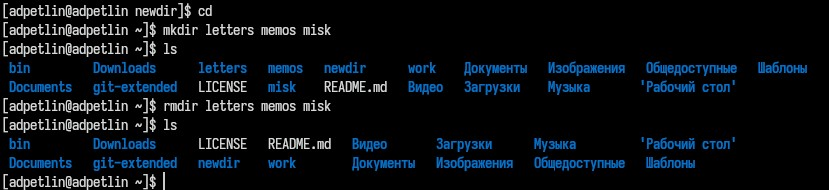 [adpetlin@adpetlin newdir]$ cd
[adpetlin@adpetlin ~]$ mkdir letters memos misk
[adpetlin@adpetlin ~]$ ls
bin Downloads letters memos newdir work Документы Изображения Общедоступные Шаблоны
Documents git-extended LICENSE misk README.md Видео Загрузки Музыка 'Рабочий стол'
[adpetlin@adpetlin ~]$ rmdir letters memos misk
[adpetlin@adpetlin ~]$ ls
bin Downloads LICENSE README.md Видео Загрузки Музыка 'Рабочий стол'
Documents git-extended newdir work Документы Изображения Общедоступные Шаблоны
[adpetlin@adpetlin ~]$